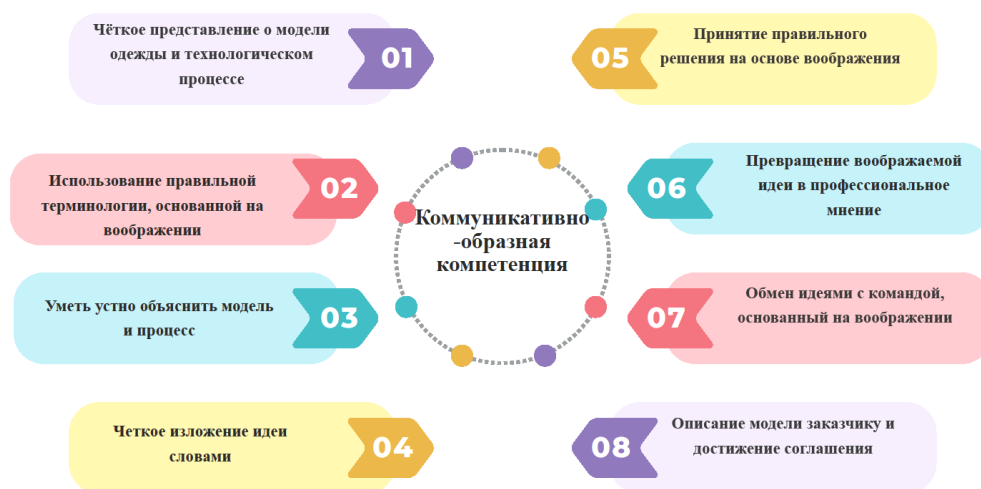 Чёткое представление о модели
одежды и технологическом
процессе
01
Использование правильной
терминологии, основанной на
воображении
02
Уметь устно объяснить модель
и процесс
03
Четкое изложение идеи
словами
04
Коммуникативно
-образная
компетенция
05
Принятие правильного
решения на основе воображения
06
Превращение воображаемой
идеи в профессиональное
мнение
07
Обмен идеями с командой,
основанный на воображении
08
Описание модели заказчику и
достижение соглашения